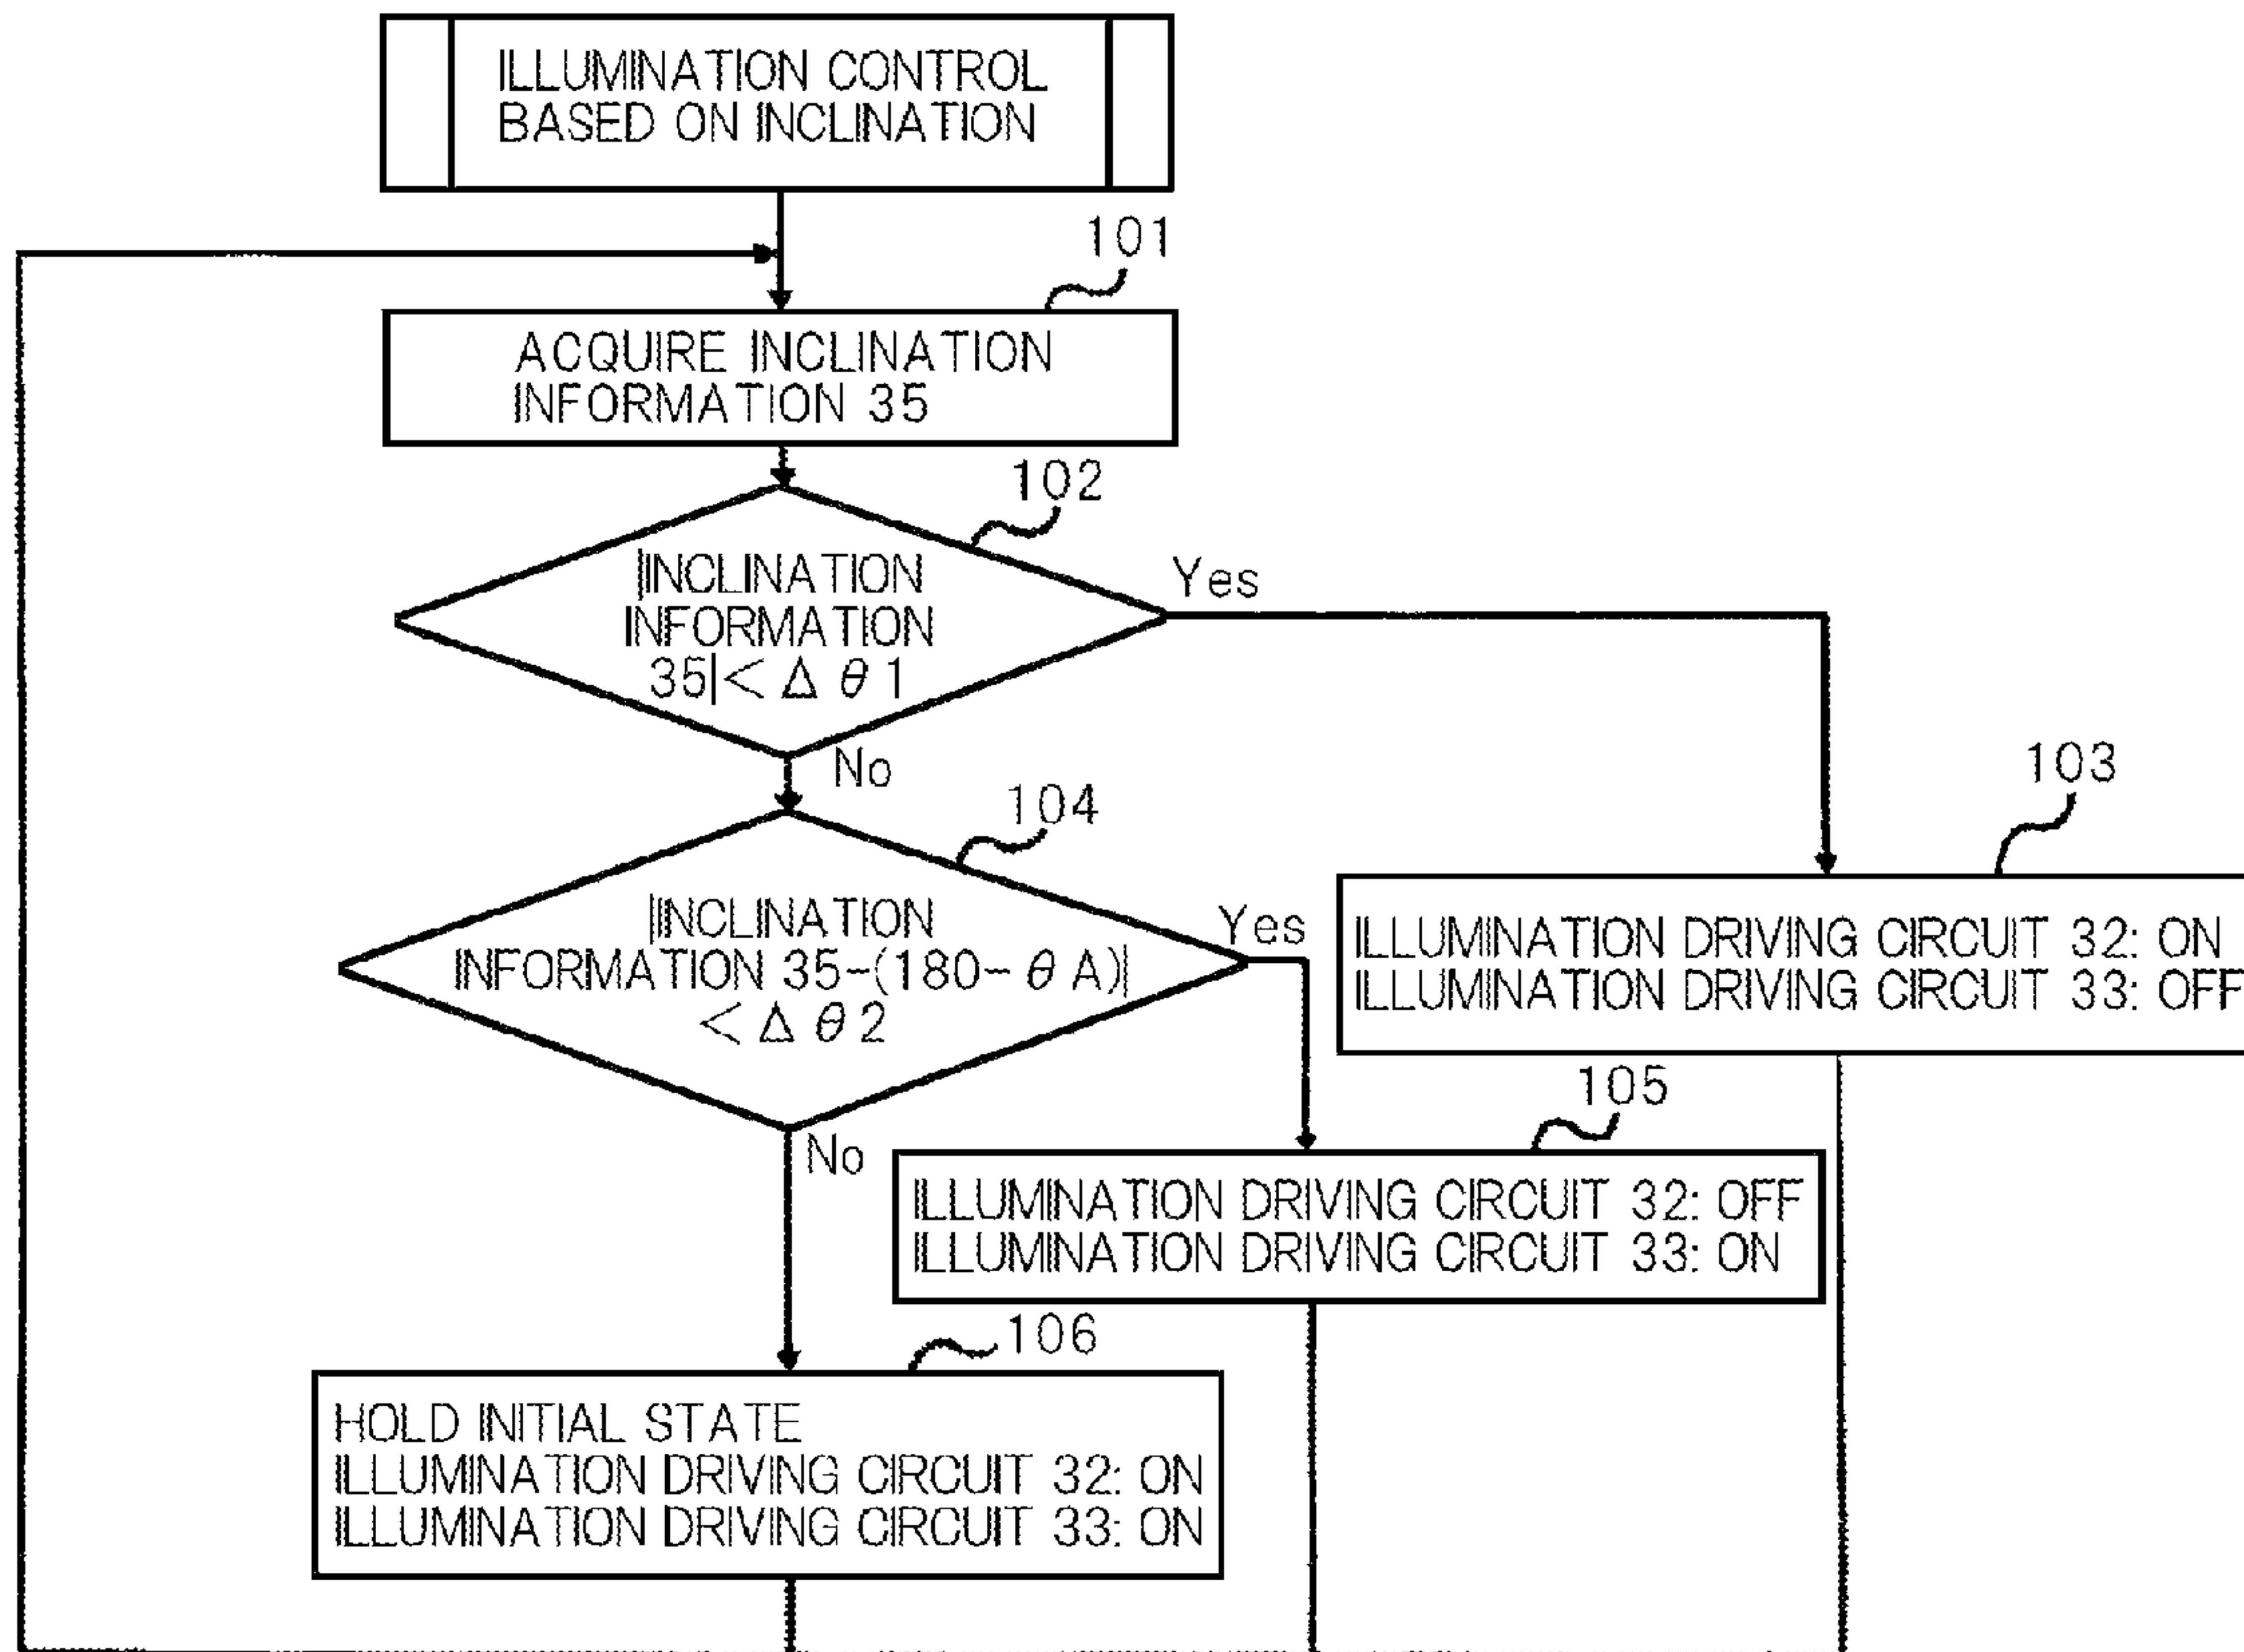 ILLUMINATION CONTROL
BASED ON INCLINATION
101
ACQUIRE INCLINATION
INFORMATION 35
102
|INCLINATION
INFORMATION
35|< Δ θ 1
Yes
No
103
ILLUMINATION DRIVING CIRCUIT 32: ON
ILLUMINATION DRIVING CIRCUIT 33: OFF
104
|INCLINATION
INFORMATION 35-(180- θ A)|
< Δ θ 2
Yes
No
105
ILLUMINATION DRIVING CIRCUIT 32: OFF
ILLUMINATION DRIVING CIRCUIT 33: ON
106
HOLD INITIAL STATE
ILLUMINATION DRIVING CIRCUIT 32: ON
ILLUMINATION DRIVING CIRCUIT 33: ON